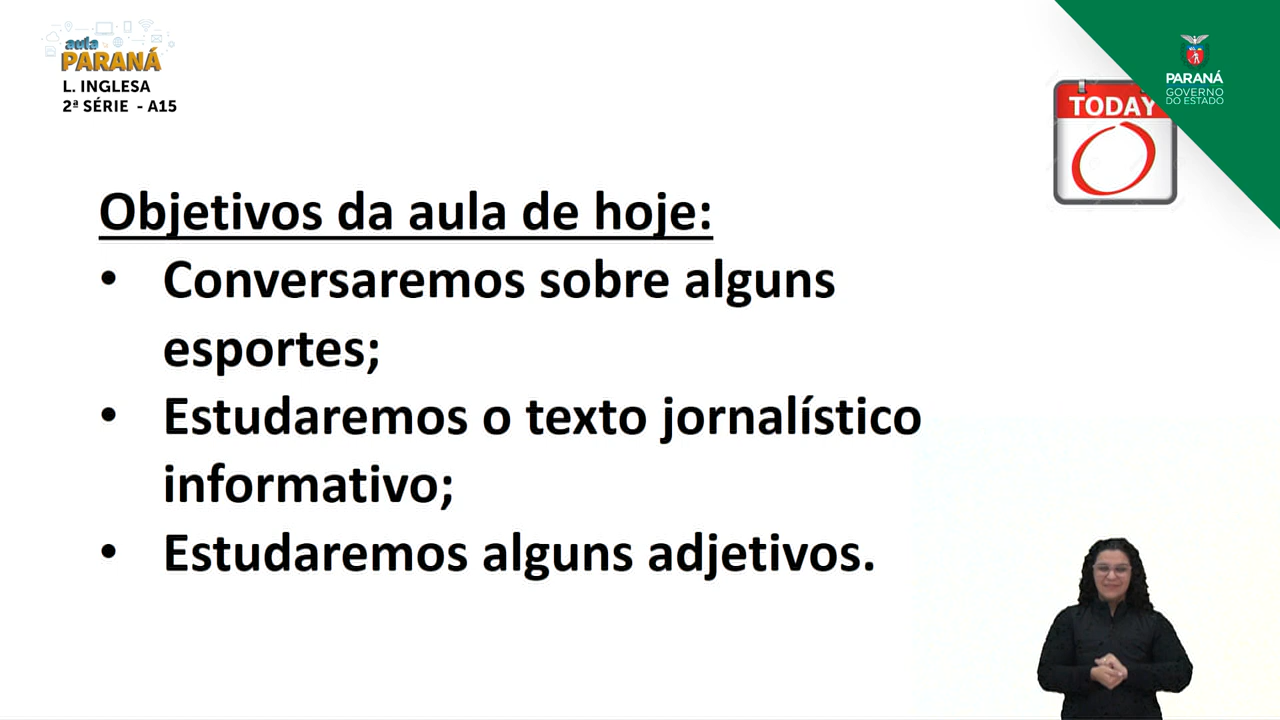 aula
PARANÁ
L. INGLESA
2ª SÉRIE - A15
TODAY
PARANÁ
GOVERNO
DO ESTADO
Objetivos da aula de hoje:
• Conversaremos sobre alguns
esportes;
• Estudaremos o texto jornalístico
informativo;
• Estudaremos alguns adjetivos.